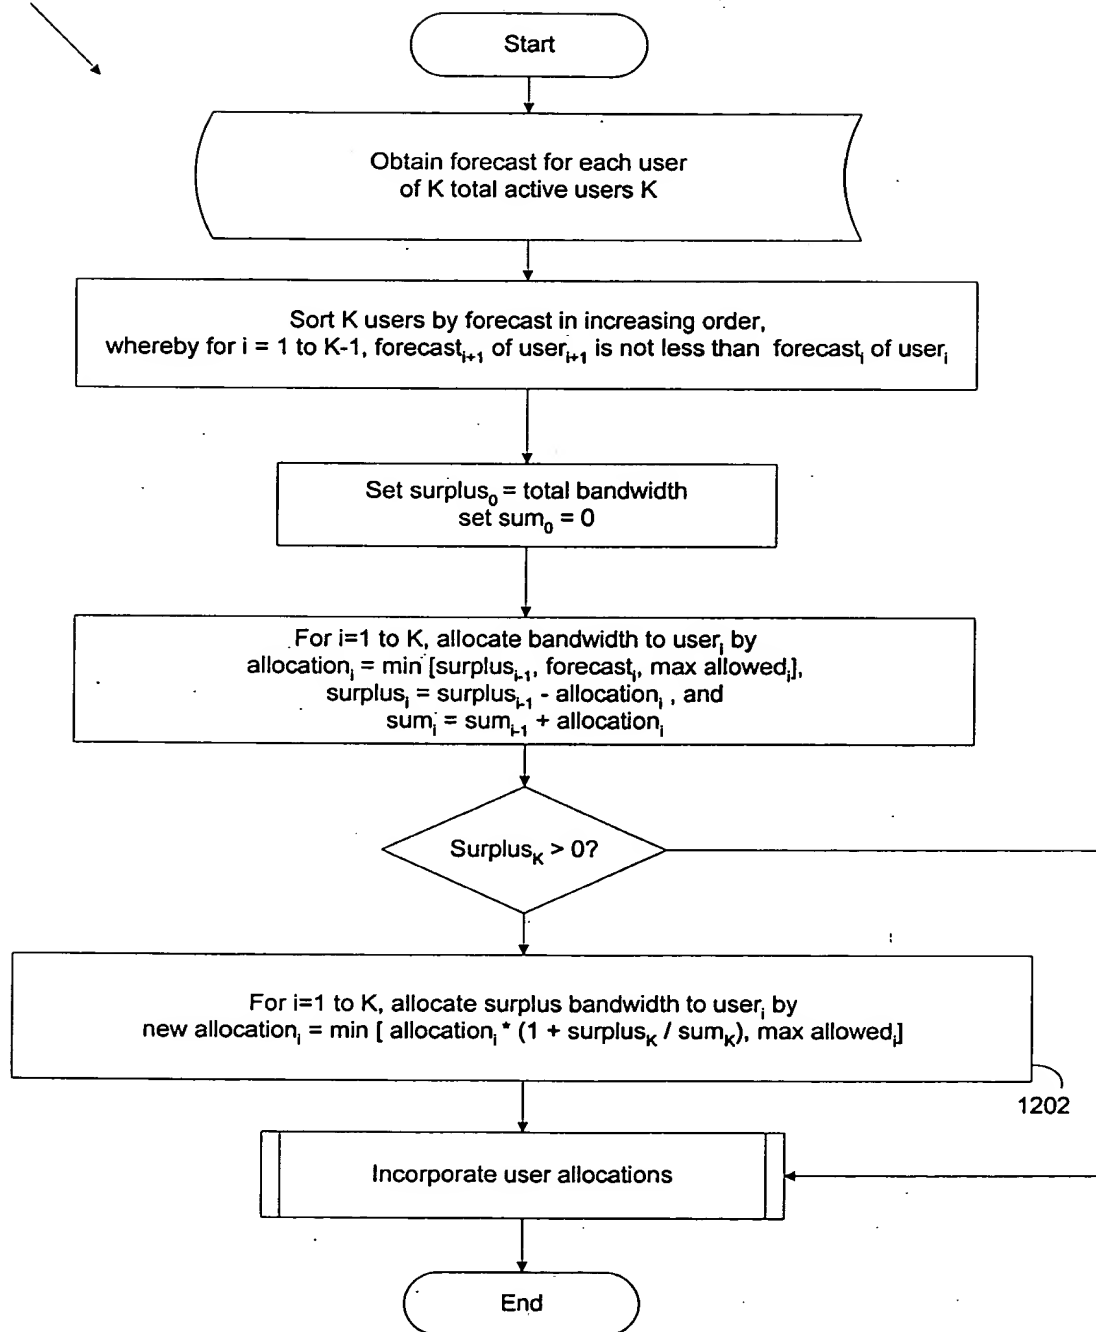 Start
Obtain forecast for each user
of K total active users K
Sort K users by forecast in increasing order,
whereby for i = 1 to K-1, forecast_{i+1} of user_{i+1} is not less than forecast_i of user_i
Set surplus_0 = total bandwidth
set sum_0 = 0
For i=1 to K, allocate bandwidth to user_i by
allocation_i = min [surplus_{i-1}, forecast_i, max allowed_i],
surplus_i = surplus_{i-1} - allocation_i , and
sum_i = sum_{i-1} + allocation_i
Surplus_K > 0?
For i=1 to K, allocate surplus bandwidth to user_i by
new allocation_i = min [ allocation_i * (1 + surplus_K / sum_K), max allowed_i]
1202
Incorporate user allocations
End